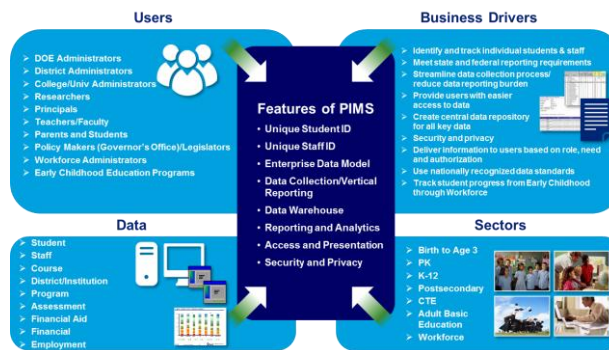 Users
DOE Administrators
District Administrators
College/Univ Administrators
Researchers
Principals
Teachers/Faculty
Parents and Students
Policy Makers (Governor's Office)/Legislators
Workforce Administrators
Early Childhood Education Programs
Business Drivers
Identify and track individual students & staff
Meet state and federal reporting requirements
Streamline data collection process/
reduce data reporting burden
Provide users with easier
access to data
Create central data repository
for all key data
Security and privacy
Deliver information to users based on role, need
and authorization
Use nationally recognized data standards
Track student progress from Early Childhood
through Workforce
Features of PIMS
• Unique Student ID
• Unique Staff ID
• Enterprise Data Model
• Data Collection/Vertical
Reporting
• Data Warehouse
• Reporting and Analytics
• Access and Presentation
• Security and Privacy
Data
Student
Staff
Course
District/Institution
Program
Assessment
Financial Aid
Financial
Employment
Sectors
Birth to Age 3
PK
K-12
Postsecondary
CTE
Adult Basic
Education
Workforce